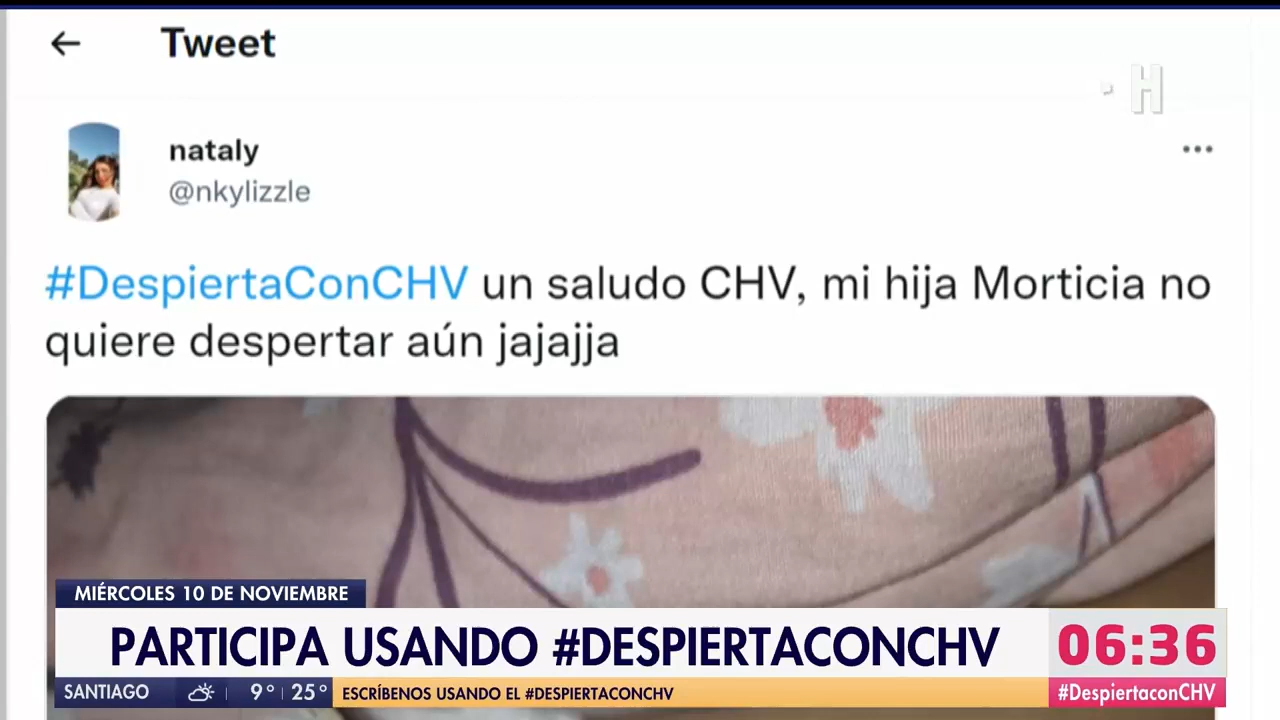 Tweet
H
nataly
@nkylizzle
#DespiertaConCHV un saludo CHV, mi hija Morticia no
quiere despertar aún jajajja
MIÉRCOLES 10 DE NOVIEMBRE
PARTICIPA USANDO #DESPIERTACONCHV
06:36
SANTIAGO 9° 25° ESCRÍBENOS USANDO EL #DESPIERTACONCHV
#DespiertaconCHV